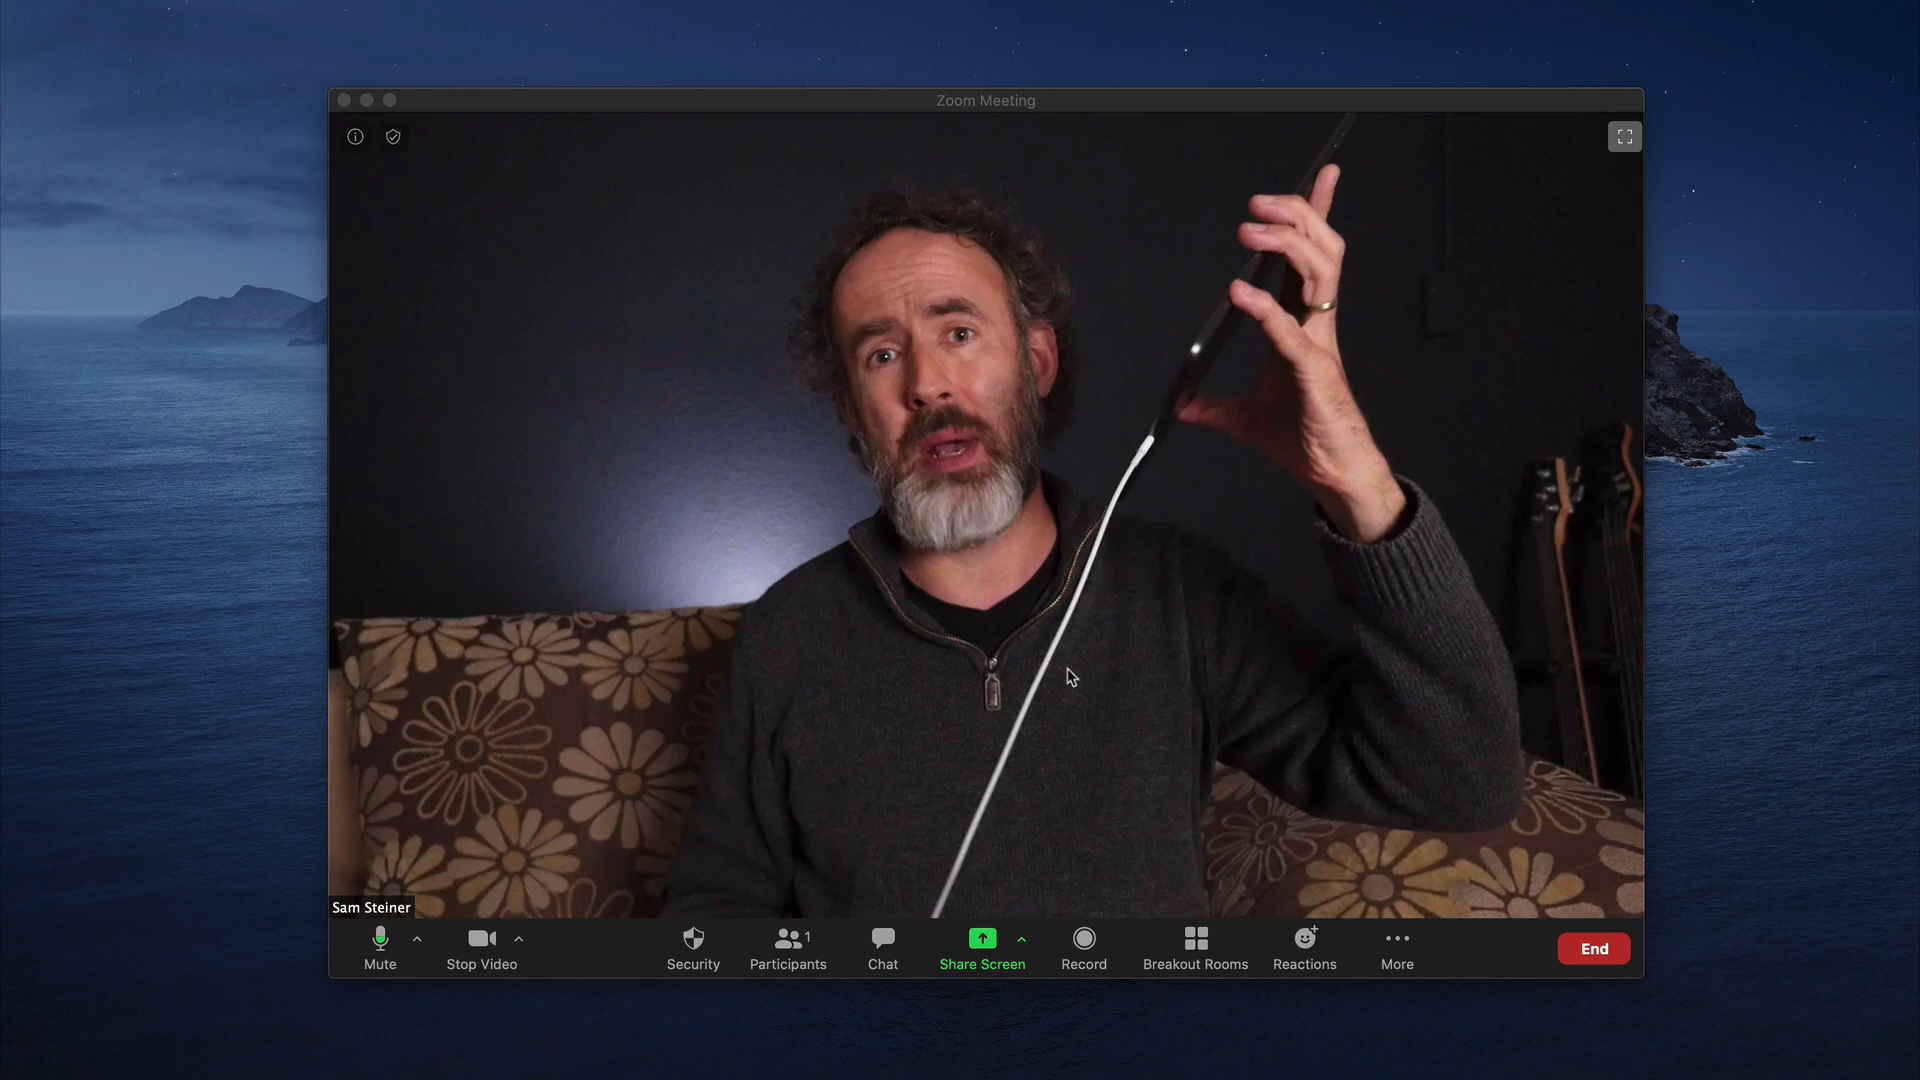 Zoom Meeting
Sam Steiner
1
Mute
Stop Video
Security
Participants
Chat
Share Screen
Record
Breakout Rooms
Reactions
More
End